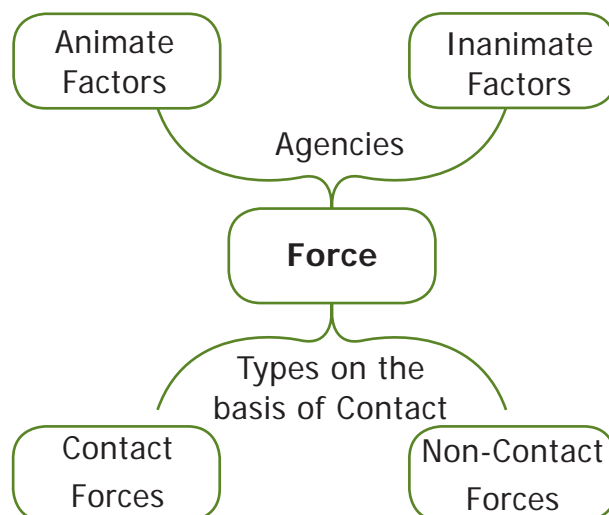 Animate
Factors
Inanimate
Factors
Agencies
Force
Types on the
basis of Contact
Contact
Forces
Non-Contact
Forces